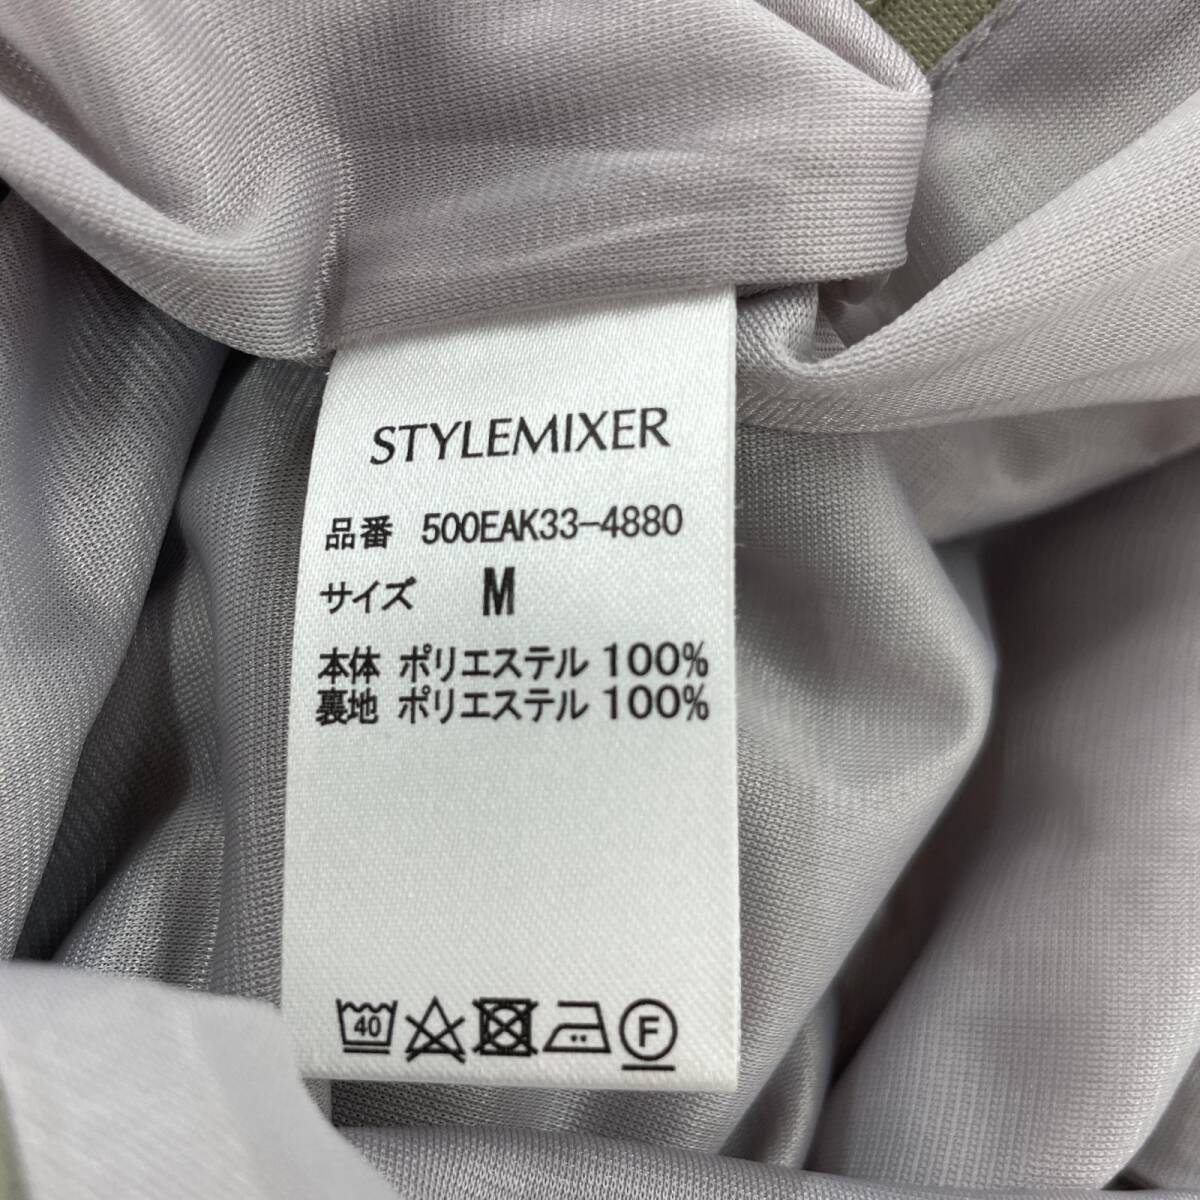 STYLEMIXER
品番 500EAK33-4880
サイズ M
本体 ポリエステル 100%
裏地 ポリエステル 100%
40 F